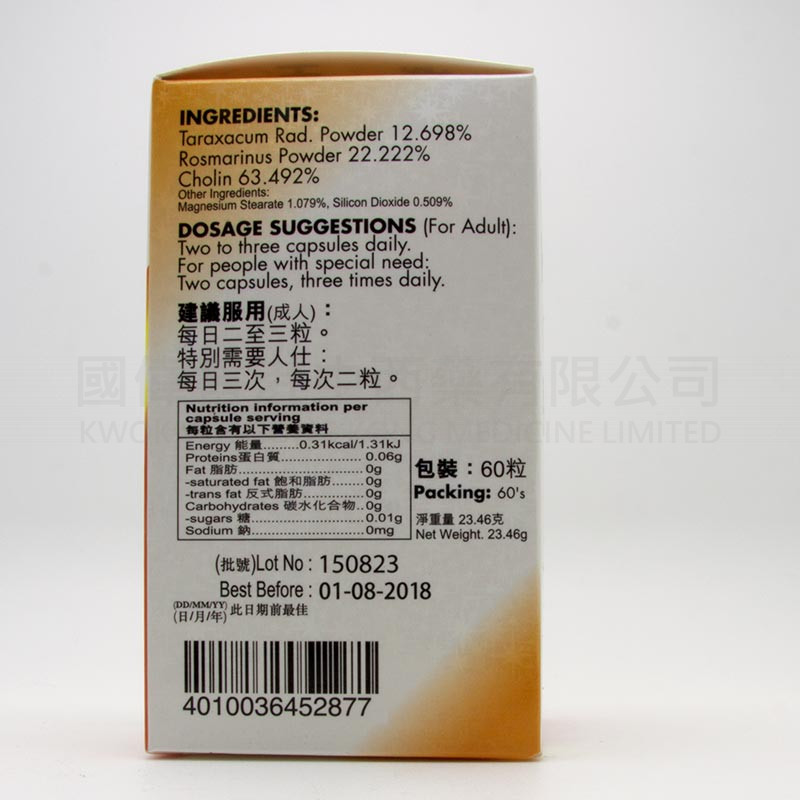 INGREDIENTS:
Taraxacum Rad. Powder 12.698%
Rosmarinus Powder 22.222%
Cholin 63.492%
Other Ingredients:
Magnesium Stearate 1.079%, Silicon Dioxide 0.509%
DOSAGE SUGGESTIONS (For Adult):
Two to three capsules daily.
For people with special need:
Two capsules, three times daily.
建議服用(成人)：
每日二至三粒。
特別需要人仕：
每日三次，每次二粒。
Nutrition information per
capsule serving
每粒含有以下營養資料
Energy 能量.........0.31kcal/1.31kJ
Proteins蛋白質.................0.06g
Fat 脂肪..........................0g
-saturated fat 飽和脂肪.......0g
-trans fat 反式脂肪.............0g
Carbohydrates 碳水化合物..0g
-sugars 糖.....................0.01g
Sodium 鈉......................0mg
包裝：60粒
Packing: 60's
淨重量 23.46克
Net Weight. 23.46g
(批號)Lot No : 150823
Best Before : 01-08-2018
(DD/MM/YY)
(日/月/年) 此日期前最佳
4010036452877
限公司
MEDICINE LIMITED